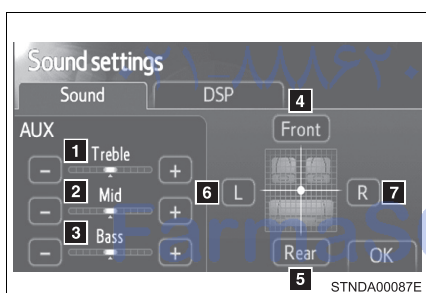 Sound settings
Sound
DSP
4
AUX
Front
1 Treble
- +
2 Mid
- +
6 L
R 7
3 Bass
- +
Rear
OK
5
STNDA00087E